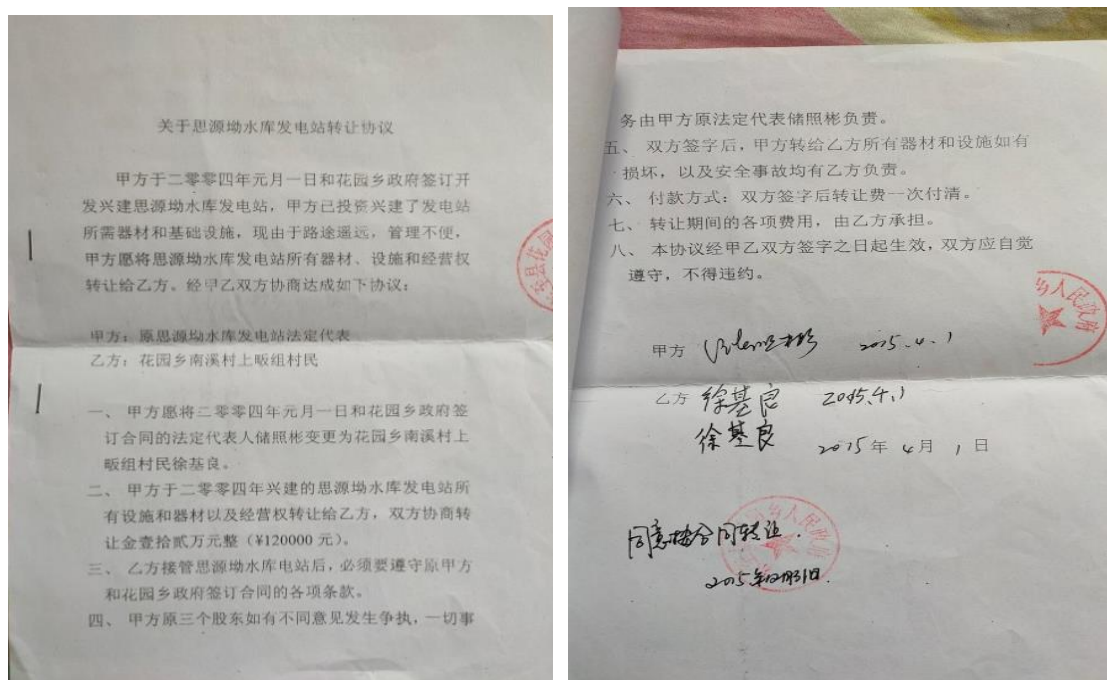 关于思源坳水库发电站转让协议
甲方于二零零四年元月一日和花园乡政府签订开
发兴建思源坳水库发电站，甲方已投资兴建了发电站
所需器材和基础设施，现由于路途遥远，管理不便，
甲方愿将思源坳水库发电站所有器材、设施和经营权
转让给乙方。经甲乙双方协商达成如下协议：
甲方：原思源坳水库发电站法定代表
乙方：花园乡南溪村上畈组村民
一、 甲方愿将二零零四年元月一日和花园乡政府签
订合同的法定代表人储照彬变更为花园乡南溪村上
畈组村民徐基良。
二、 甲方于二零零四年兴建的思源坳水库发电站所
有设施和器材以及经营权转让给乙方，双方协商转
让金壹拾贰万元整（¥120000 元）。
三、 乙方接管思源坳水库电站后，必须要遵守原甲方
和花园乡政府签订合同的各项条款。
四、 甲方原三个股东如有不同意见发生争执，一切事
县花
务由甲方原法定代表储照彬负责。
五、 双方签字后，甲方转给乙方所有器材和设施如有
损坏，以及安全事故均有乙方负责。
六、 付款方式：双方签字后转让费一次付清。
七、 转让期间的各项费用，由乙方承担。
八、 本协议经甲乙双方签字之日起生效，双方应自觉
遵守，不得违约。
乡人民政府
甲方 2015.4.1
乙方 徐基良 2015.4.1
徐基良
2015年4月1日
同意按合同转让.
2015年12月31日.
乡人民政府